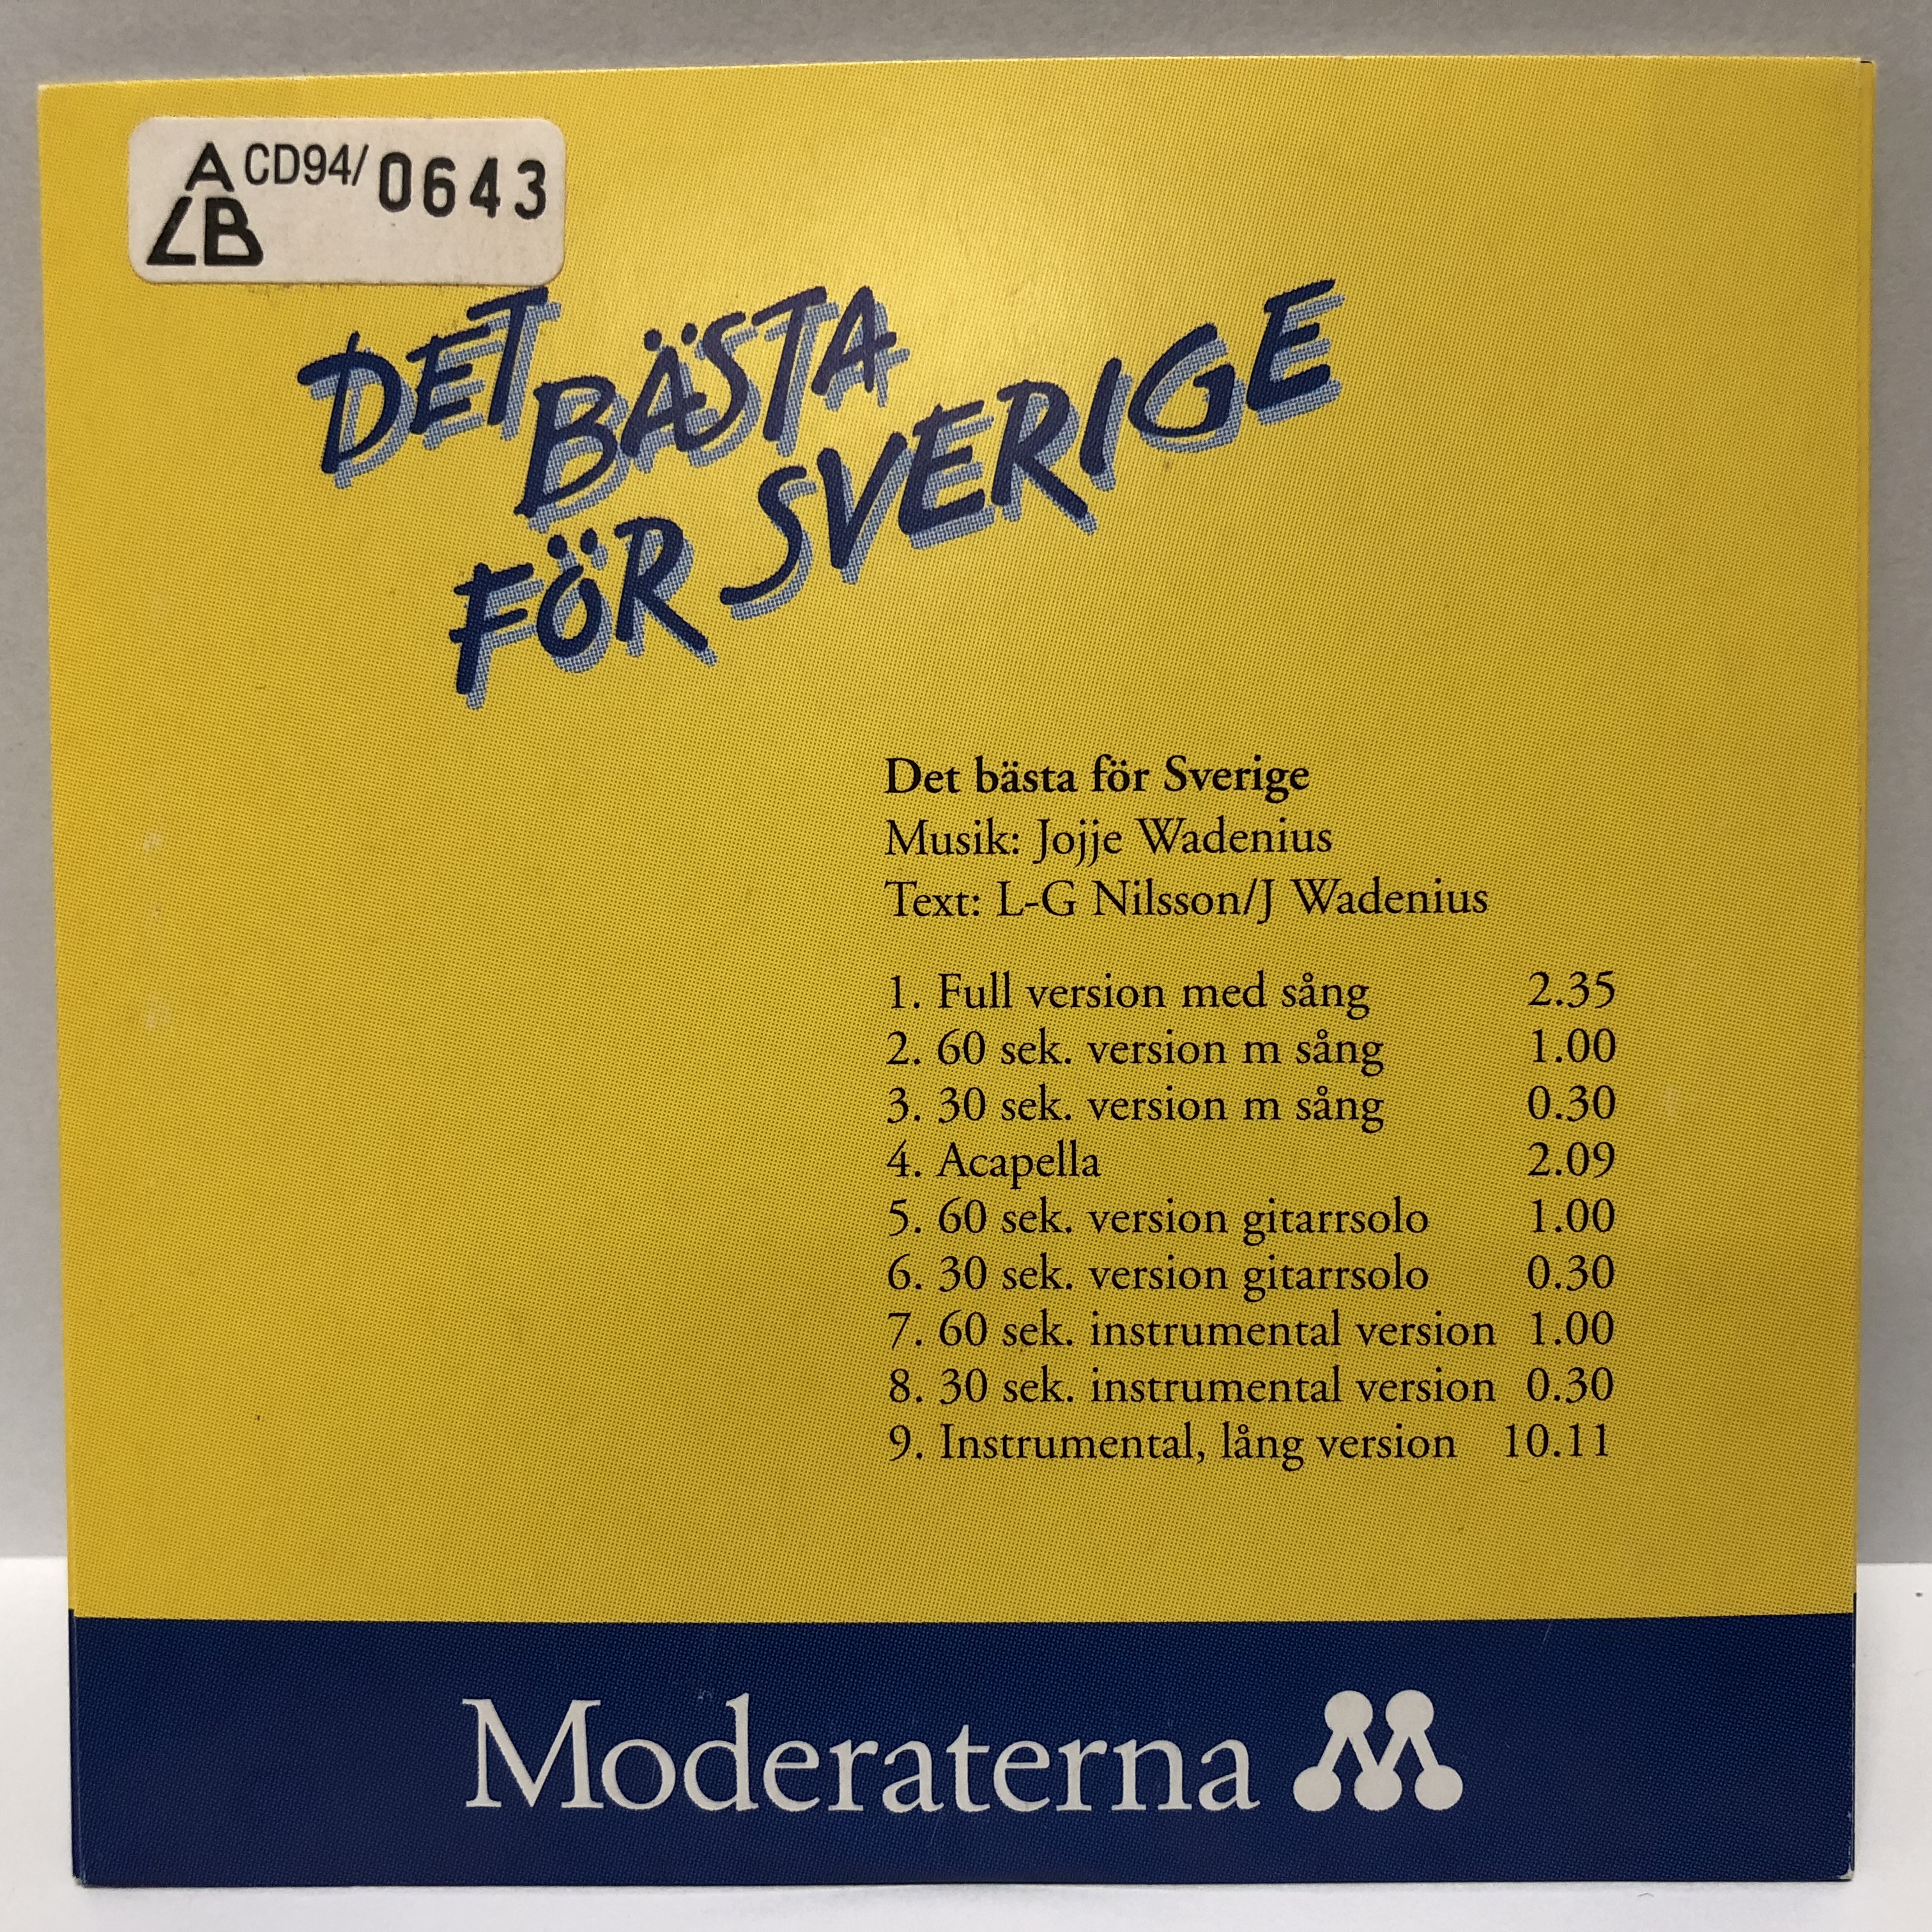 A CD94/0643
LB
DET BÄSTA
FÖR SVERIGE
Det bästa för Sverige
Musik: Jojje Wadenius
Text: L-G Nilsson/J Wadenius
1. Full version med sång 2.35
2. 60 sek. version m sång 1.00
3. 30 sek. version m sång 0.30
4. Acapella 2.09
5. 60 sek. version gitarrsolo 1.00
6. 30 sek. version gitarrsolo 0.30
7. 60 sek. instrumental version 1.00
8. 30 sek. instrumental version 0.30
9. Instrumental, lång version 10.11
Moderaterna M